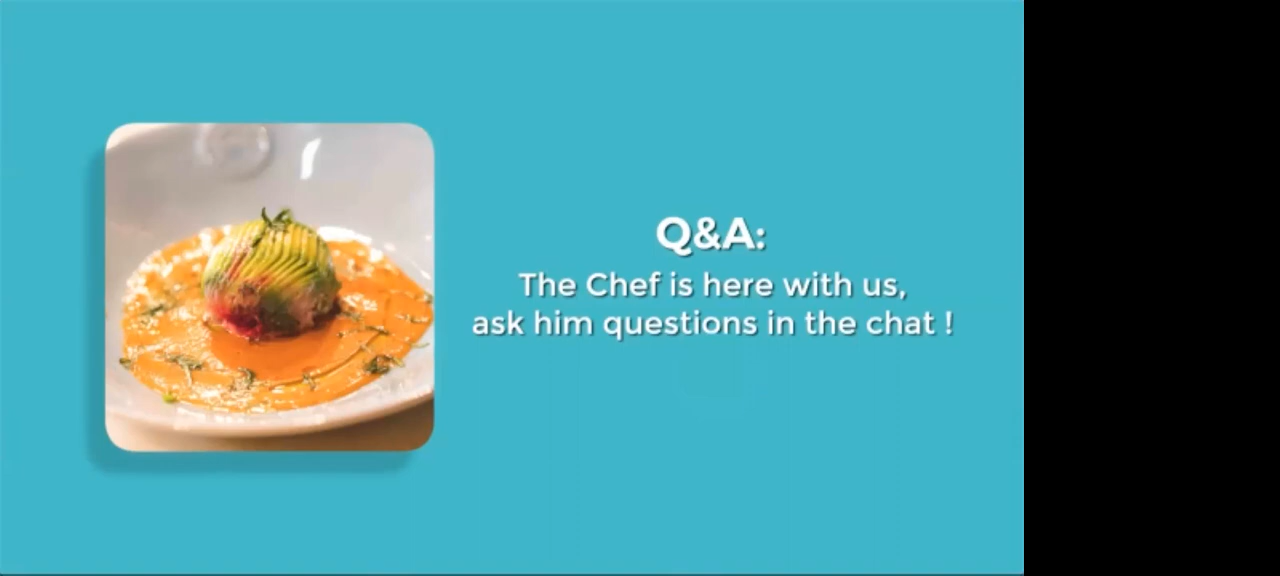 Q&A:
The Chef is here with us,
ask him questions in the chat !